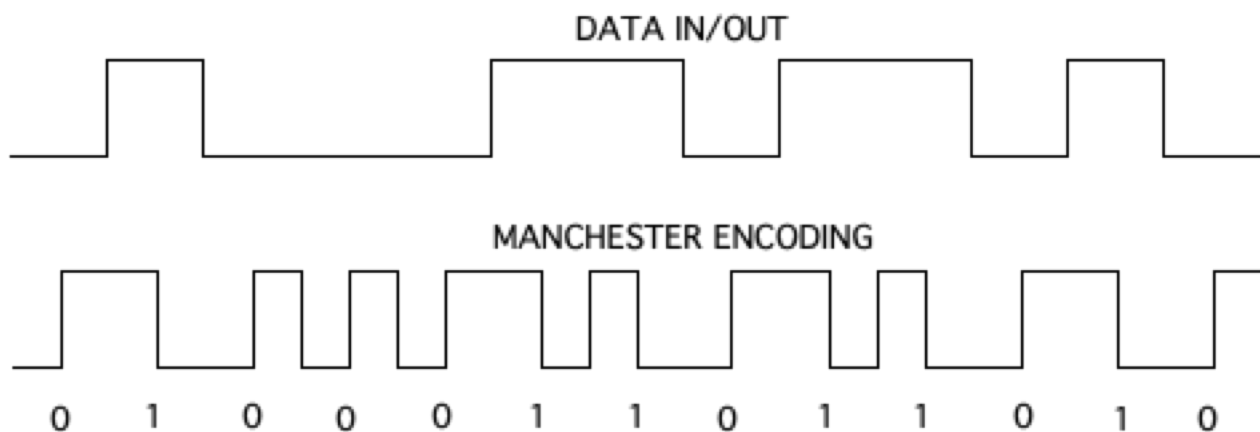 DATA IN/OUT
MANCHESTER ENCODING
0 1 0 0 0 1 1 0 1 1 0 1 0